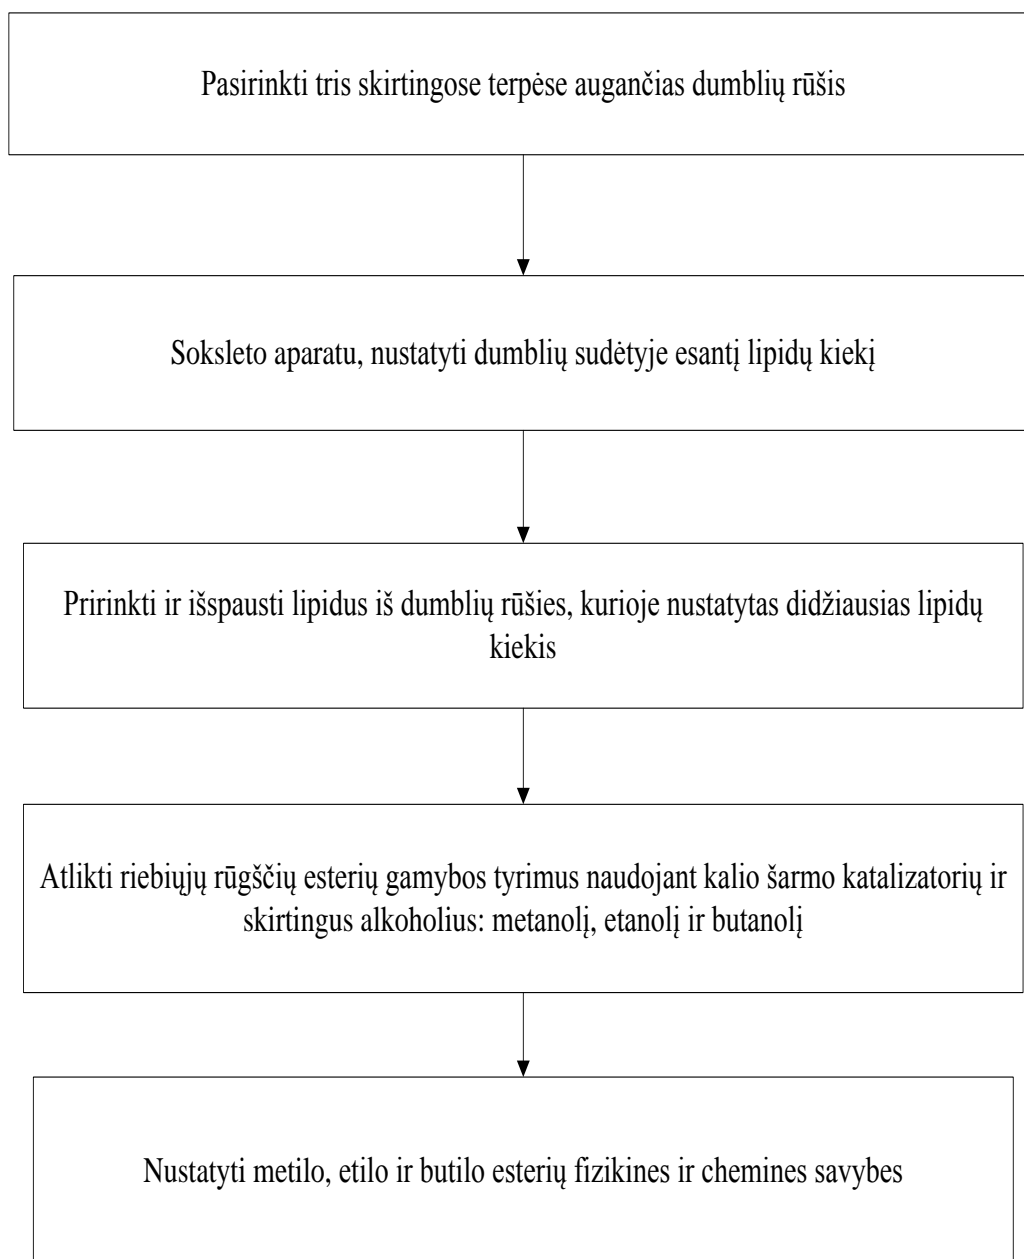 Pasirinkti tris skirtingose terpėse augančias dumblių rūšis
Soksleto aparatu, nustatyti dumblių sudėtyje esantį lipidų kiekį
Pririnkti ir išspausti lipidus iš dumblių rūšies, kurioje nustatytas didžiausias lipidų
kiekis
Atlikti riebiųjų rūgščių esterių gamybos tyrimus naudojant kalio šarmo katalizatorių ir
skirtingus alkoholius: metanolį, etanolį ir butanolį
Nustatyti metilo, etilo ir butilo esterių fizikines ir chemines savybes